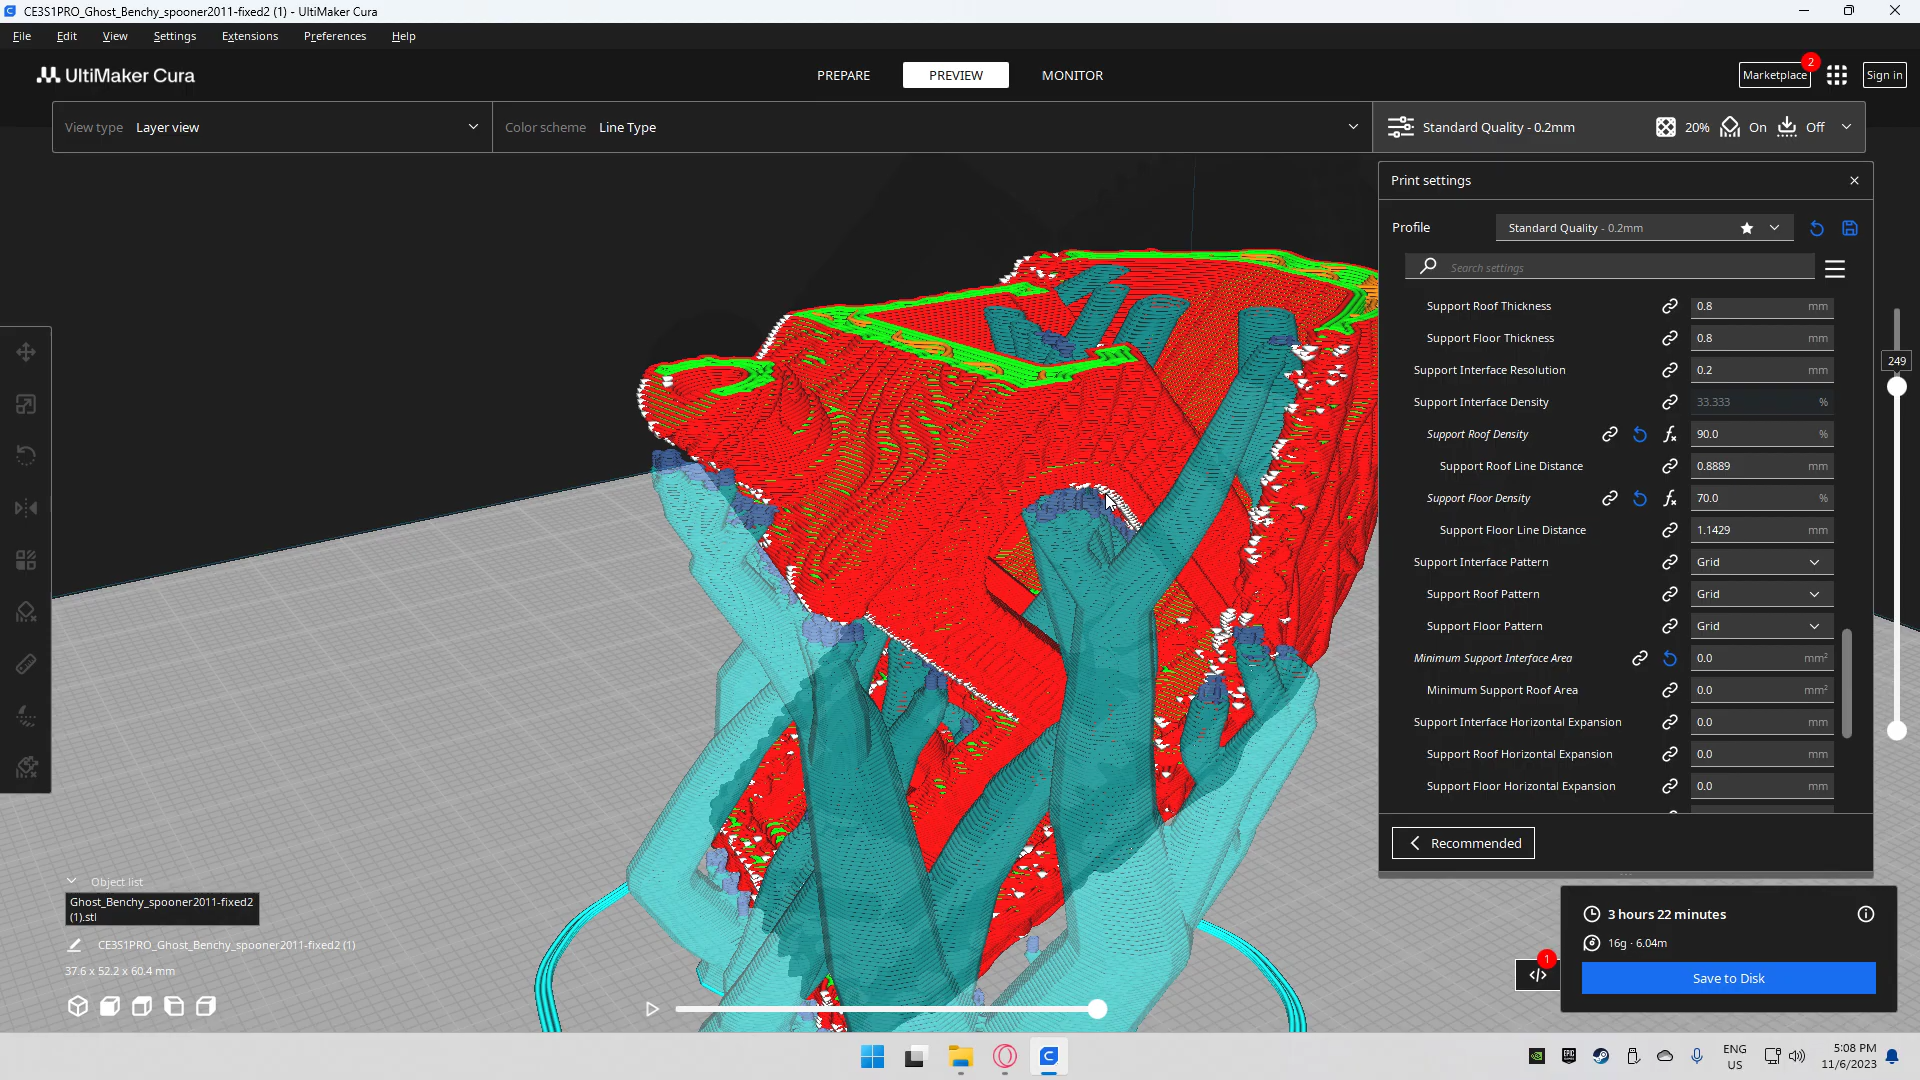 CE3S1PRO_Ghost_Benchy_spooner2011-fixed2 (1) - UltiMaker Cura
File Edit View Settings Extensions Preferences Help
UltiMaker Cura
PREPARE PREVIEW MONITOR
2
Marketplace
Sign in
View type Layer view
Color scheme Line Type
Standard Quality - 0.2mm
20% On Off
Print settings
Profile
Standard Quality - 0.2mm
Search settings
Support Roof Thickness 0.8 mm
Support Floor Thickness 0.8 mm
Support Interface Resolution 0.2 mm
Support Interface Density 33.333 %
Support Roof Density fx 90.0 %
Support Roof Line Distance 0.8889 mm
Support Floor Density fx 70.0 %
Support Floor Line Distance 1.1429 mm
Support Interface Pattern Grid
Support Roof Pattern Grid
Support Floor Pattern Grid
Minimum Support Interface Area 0.0 mm²
Minimum Support Roof Area 0.0 mm²
Support Interface Horizontal Expansion 0.0 mm
Support Roof Horizontal Expansion 0.0 mm
Support Floor Horizontal Expansion 0.0 mm
249
Recommended
Object list
Ghost_Benchy_spooner2011-fixed2
(1).stl
CE3S1PRO_Ghost_Benchy_spooner2011-fixed2 (1)
37.6 x 52.2 x 60.4 mm
3 hours 22 minutes
16g · 6.04m
1
Save to Disk
ENG
US
5:08 PM
11/6/2023